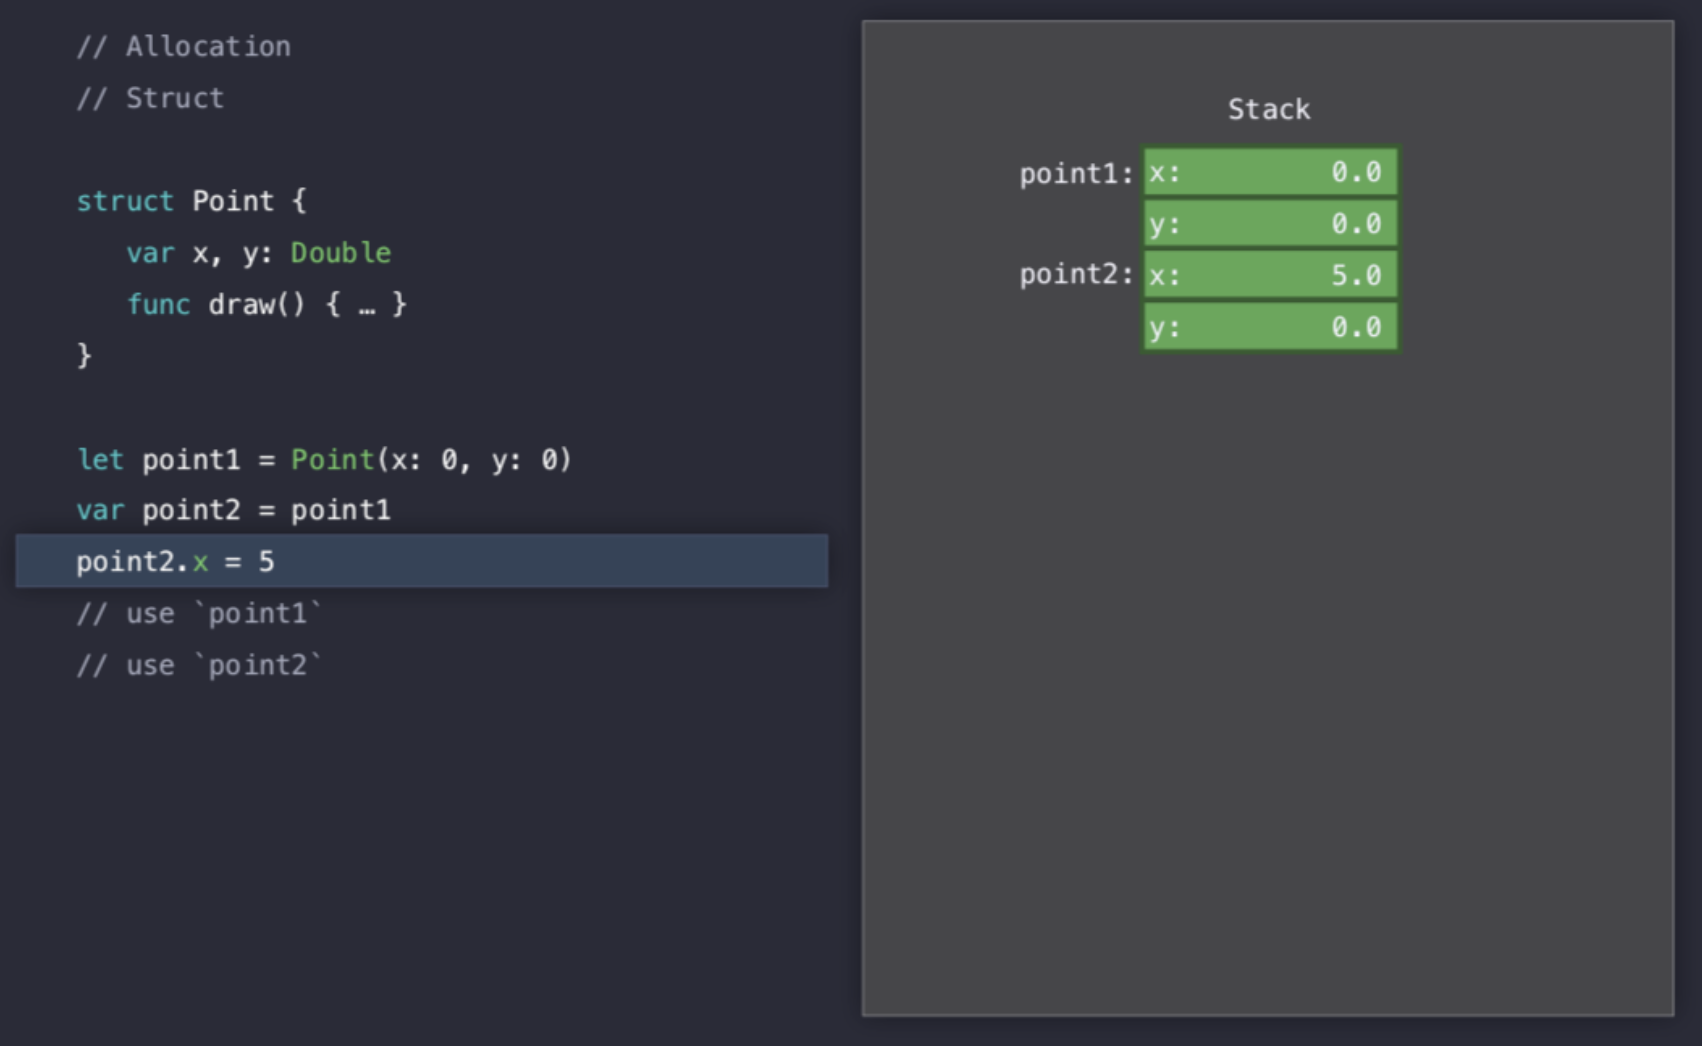 // Allocation
// Struct
struct Point {
var x, y: Double
func draw() { … }
}
let point1 = Point(x: 0, y: 0)
var point2 = point1
point2.x = 5
// use `point1`
// use `point2`
Stack
point1: x: 0.0
y: 0.0
point2: x: 5.0
y: 0.0